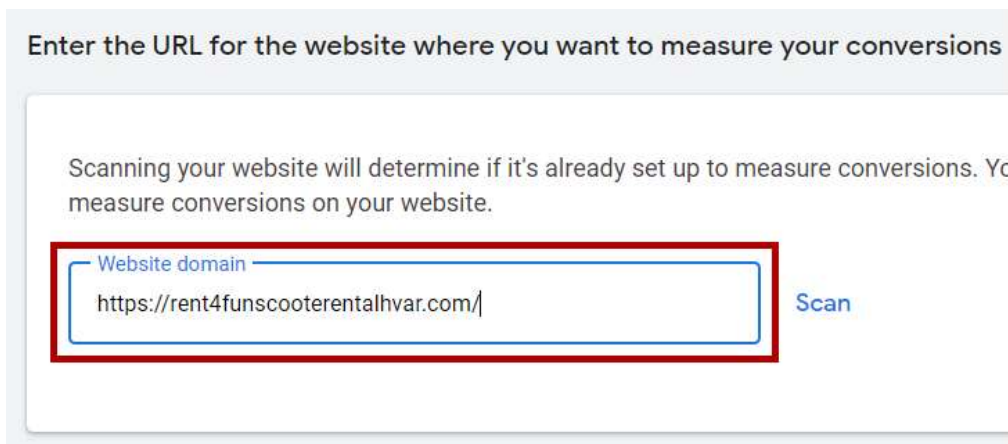 Enter the URL for the website where you want to measure your conversions
Scanning your website will determine if it's already set up to measure conversions.
measure conversions on your website.
Website domain
https://rent4funscooterentalhvar.com/
Scan